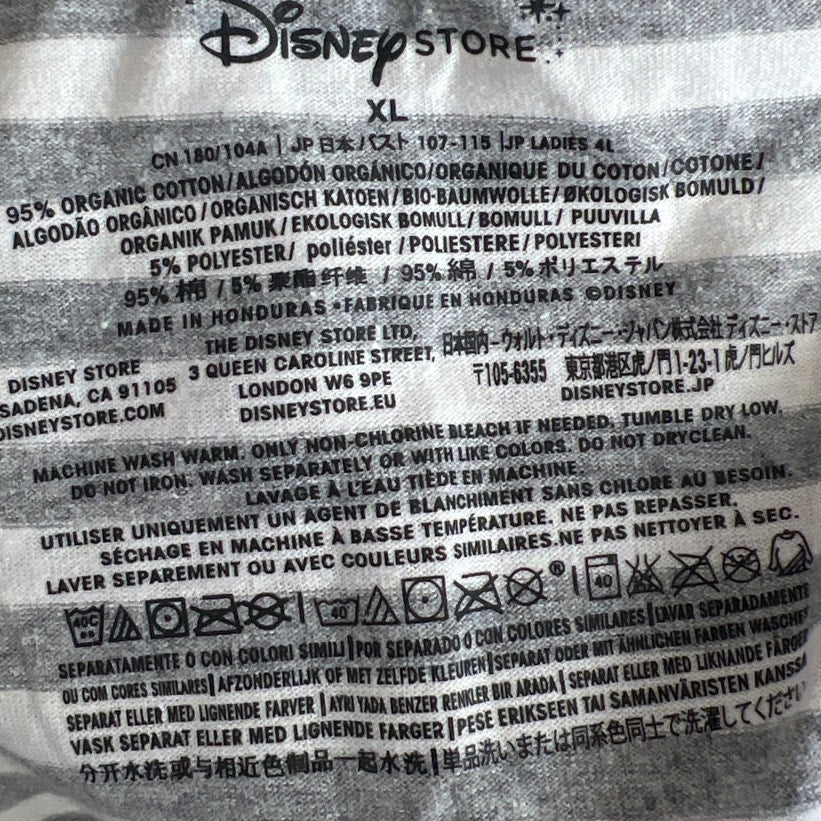 DISNEY STORE
XL
CN 180/104A | JP 日本バスト 107-115 |JP LADIES 4L
95% ORGANIC COTTON/ALGODÓN ORGÁNICO/ORGANIQUE DU COTON/COTONE/
ALGODÃO ORGÂNICO/ORGANISCH KATOEN/BIO-BAUMWOLLE/ØKOLOGISK BOMULD/
ORGANIK PAMUK/EKOLOGISK BOMULL/BOMULL/ PUUVILLA
5% POLYESTER/ poliéster /POLIESTERE/POLYESTERI
95% 棉 / 5% 聚酯纤维 / 95% 綿 / 5% ポリエステル
MADE IN HONDURAS • FABRIQUE EN HONDURAS ©DISNEY
DISNEY STORE
SADENA, CA 91105
DISNEYSTORE.COM
THE DISNEY STORE LTD,
3 QUEEN CAROLINE STREET,
LONDON W6 9PE
DISNEYSTORE.EU
日本国内-ウォルト・ディズニー・ジャパン株式会社 ディズニー・ストア
〒105-6355 東京都港区虎ノ門1-23-1 虎ノ門ヒルズ
DISNEYSTORE.JP
MACHINE WASH WARM. ONLY NON-CHLORINE BLEACH IF NEEDED. TUMBLE DRY LOW.
DO NOT IRON. WASH SEPARATELY OR WITH LIKE COLORS. DO NOT DRYCLEAN.
LAVAGE À L'EAU TIÈDE EN MACHINE.
UTILISER UNIQUEMENT UN AGENT DE BLANCHIMENT SANS CHLORE AU BESOIN.
SÉCHAGE EN MACHINE À BASSE TEMPÉRATURE. NE PAS REPASSER.
LAVER SEPAREMENT OU AVEC COULEURS SIMILAIRES.NE PAS NETTOYER À SEC.
40C | 40 ® | 40
SEPARATAMENTE O CON COLORI SIMILI|POR SEPARADO O CON COLORES SIMILARES|LAVAR SEPARADAMENTE
OU COM CORES SIMILARES| AFZONDERLIJK OF MET ZELFDE KLEUREN|SEPARAT ODER MIT ÄHNLICHEN FARBEN WASCHE
SEPARAT ELLER MED LIGNENDE FARVER | AYRI YADA BENZER RENKLER BIR ARADA| SEPARAT ELLER MED LIKNANDE FÄRGER
VASK SEPARAT ELLER MED LIGNENDE FARGER |PESE ERIKSEEN TAI SAMANVÄRISTEN KANSSA
分开水洗或与相近色制品一起水洗|单品洗いまたは同系色同士で洗濯してください